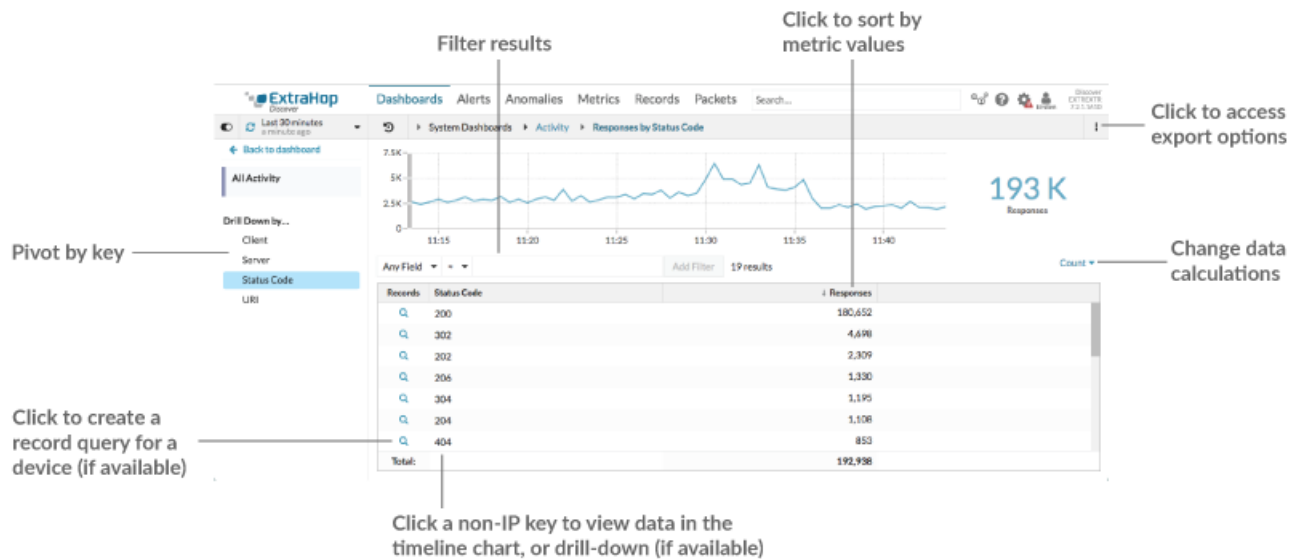 Click to sort by
metric values
Filter results
ExtraHop
Discover
Dashboards Alerts Anomalies Metrics Records Packets Search...
Discover
Click to access
export options
Last 30 minutes
a minute ago
System Dashboards Activity Responses by Status Code
Back to dashboard
All Activity
Drill Down by...
Client
Server
Status Code
URI
Pivot by key
7.5K
5K
2.5K
0
11:15 11:20 11:25 11:30 11:35 11:40
193 K
Responses
Change data
calculations
Any Field = Add Filter 19 results Count
Records Status Code Responses
200 180,652
302 4,698
202 2,309
206 1,330
304 1,195
204 1,108
404 853
Total: 192,938
Click to create a
record query for a
device (if available)
Click a non-IP key to view data in the
timeline chart, or drill-down (if available)